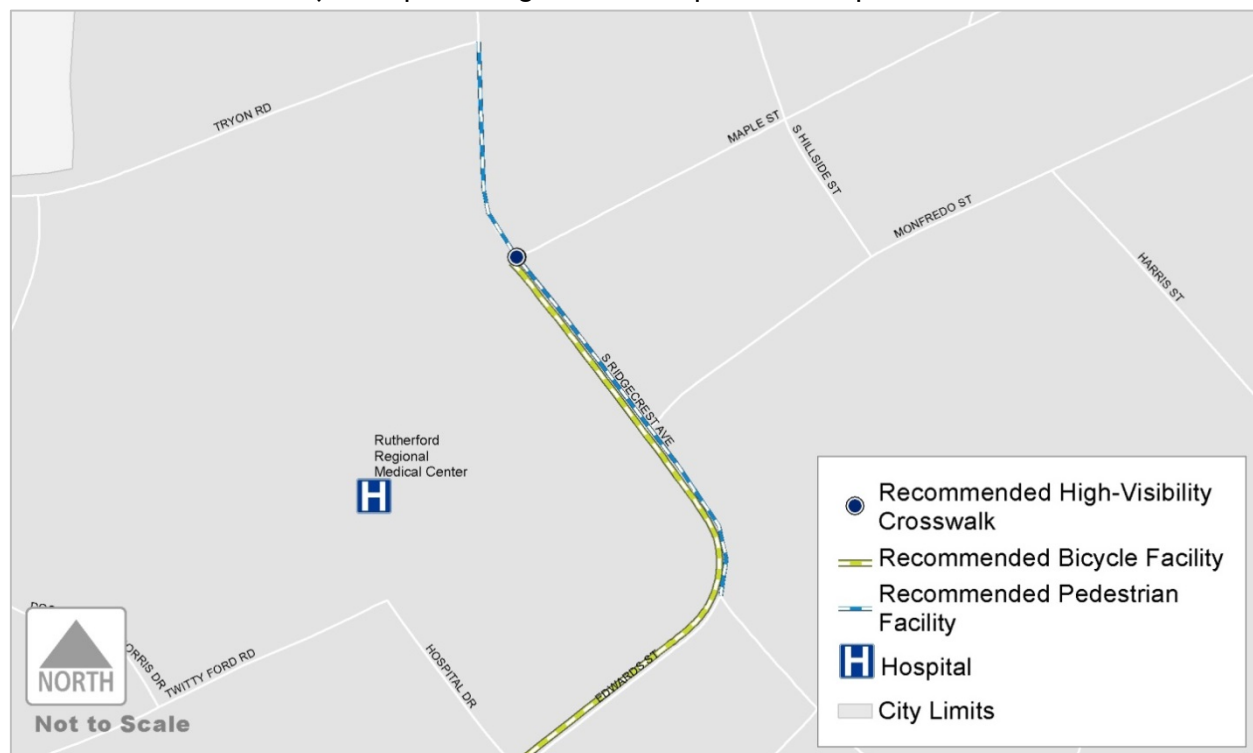 TRYON RD
MAPLE ST
S HILLSIDE ST
MONFREDO ST
HARRIS ST
S RIDGECREST AVE
Rutherford
Regional
Medical Center
H
EDWARDS ST
HOSPITAL DR
TWITTY FORD RD
NORTH
Not to Scale
Recommended High-Visibility
Crosswalk
Recommended Bicycle Facility
Recommended Pedestrian
Facility
H Hospital
City Limits